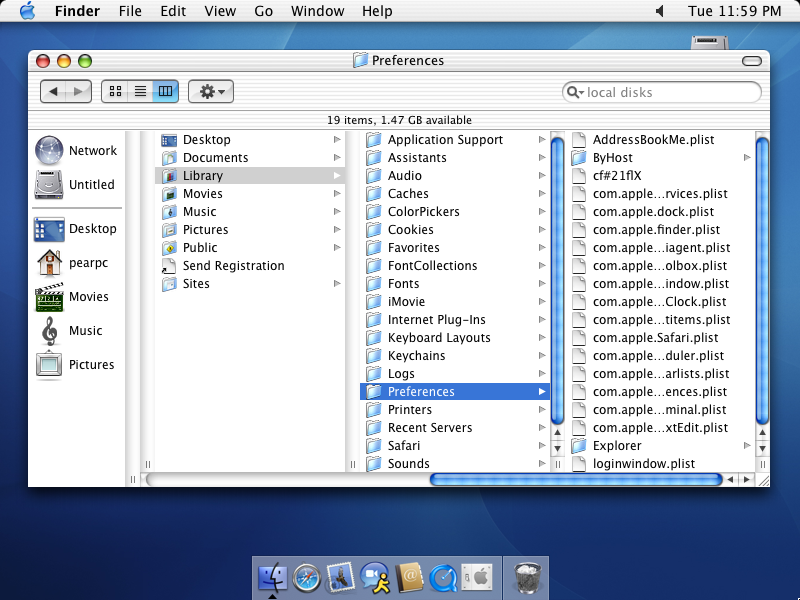 Finder File Edit View Go Window Help Tue 11:59 PM
Preferences
local disks
19 items, 1.47 GB available
Network
Untitled
Desktop
pearpc
Movies
Music
Pictures
Desktop
Documents
Library
Movies
Music
Pictures
Public
Send Registration
Sites
Application Support
Assistants
Audio
Caches
ColorPickers
Cookies
Favorites
FontCollections
Fonts
iMovie
Internet Plug-Ins
Keyboard Layouts
Keychains
Logs
Preferences
Printers
Recent Servers
Safari
Sounds
AddressBookMe.plist
ByHost
cf#21flX
com.apple...rvices.plist
com.apple.dock.plist
com.apple.finder.plist
com.apple...iagent.plist
com.apple...olbox.plist
com.apple...indow.plist
com.apple...Clock.plist
com.apple...titems.plist
com.apple.Safari.plist
com.apple...duler.plist
com.apple...arlists.plist
com.apple...ences.plist
com.apple...minal.plist
com.apple...xtEdit.plist
Explorer
loginwindow.plist